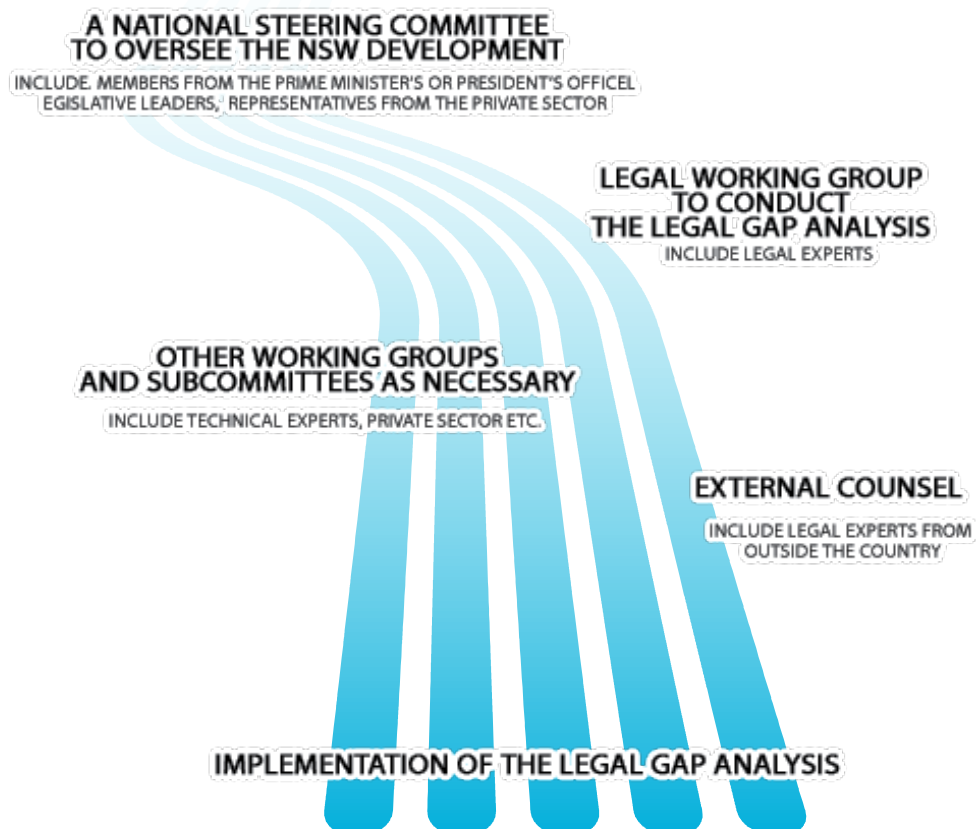 A NATIONAL STEERING COMMITTEE
TO OVERSEE THE NSW DEVELOPMENT
INCLUDE. MEMBERS FROM THE PRIME MINISTER'S OR PRESIDENT'S OFFICEL
EGISLATIVE LEADERS, REPRESENTATIVES FROM THE PRIVATE SECTOR
LEGAL WORKING GROUP
TO CONDUCT
THE LEGAL GAP ANALYSIS
INCLUDE LEGAL EXPERTS
OTHER WORKING GROUPS
AND SUBCOMMITTEES AS NECESSARY
INCLUDE TECHNICAL EXPERTS, PRIVATE SECTOR ETC.
EXTERNAL COUNSEL
INCLUDE LEGAL EXPERTS FROM
OUTSIDE THE COUNTRY
IMPLEMENTATION OF THE LEGAL GAP ANALYSIS